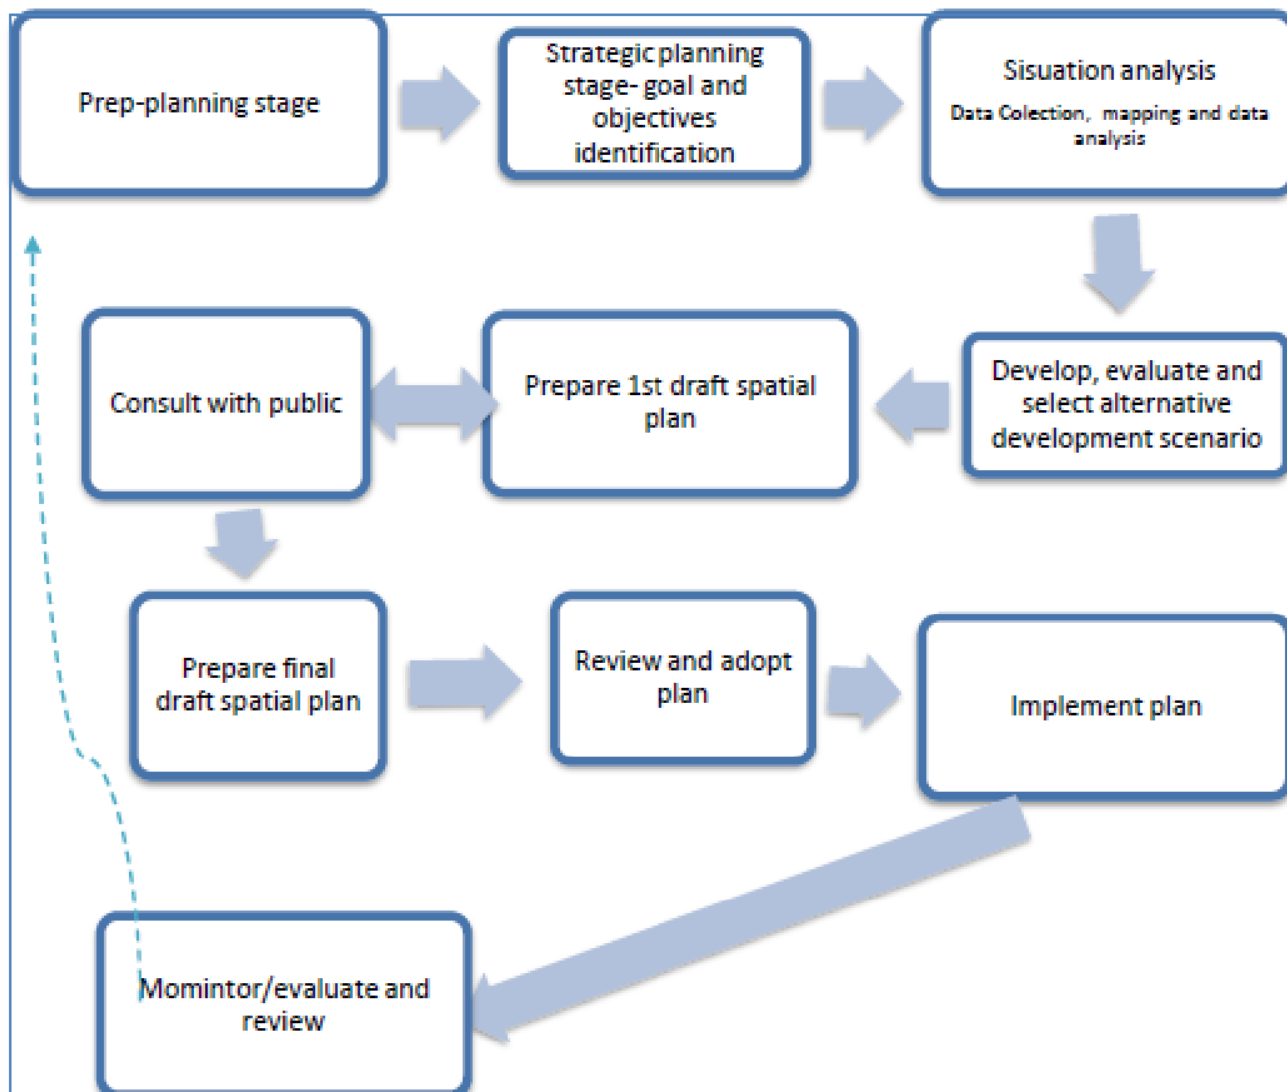 Prep-planning stage
Strategic planning
stage- goal and
objectives
identification
Sisuation analysis
Data Colection, mapping and data
analysis
Consult with public
Prepare 1st draft spatial
plan
Develop, evaluate and
select alternative
development scenario
Prepare final
draft spatial plan
Review and adopt
plan
Implement plan
Momintor/evaluate and
review